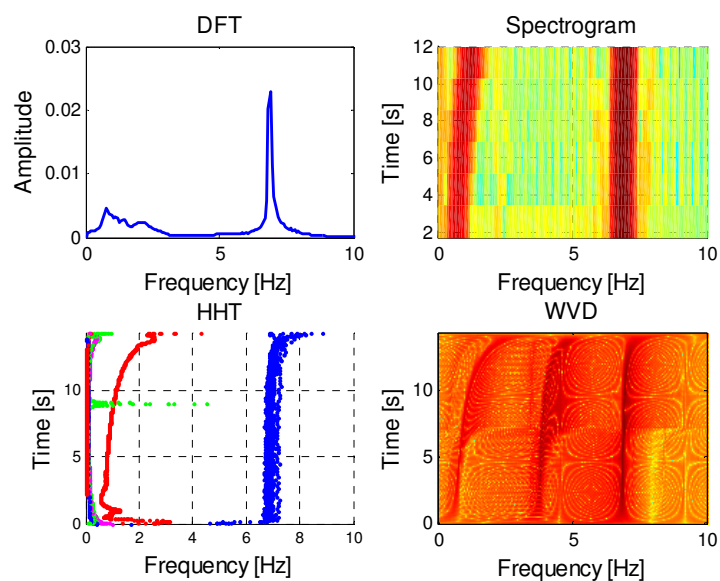 DFT
0.03
0.02
0.01
0
Amplitude
0 5 10
Frequency [Hz]
Spectrogram
12
10
8
6
4
2
Time [s]
0 5 10
Frequency [Hz]
HHT
10
5
0
Time [s]
0 2 4 6 8 10
Frequency [Hz]
WVD
10
5
0
Time [s]
0 5 10
Frequency [Hz]